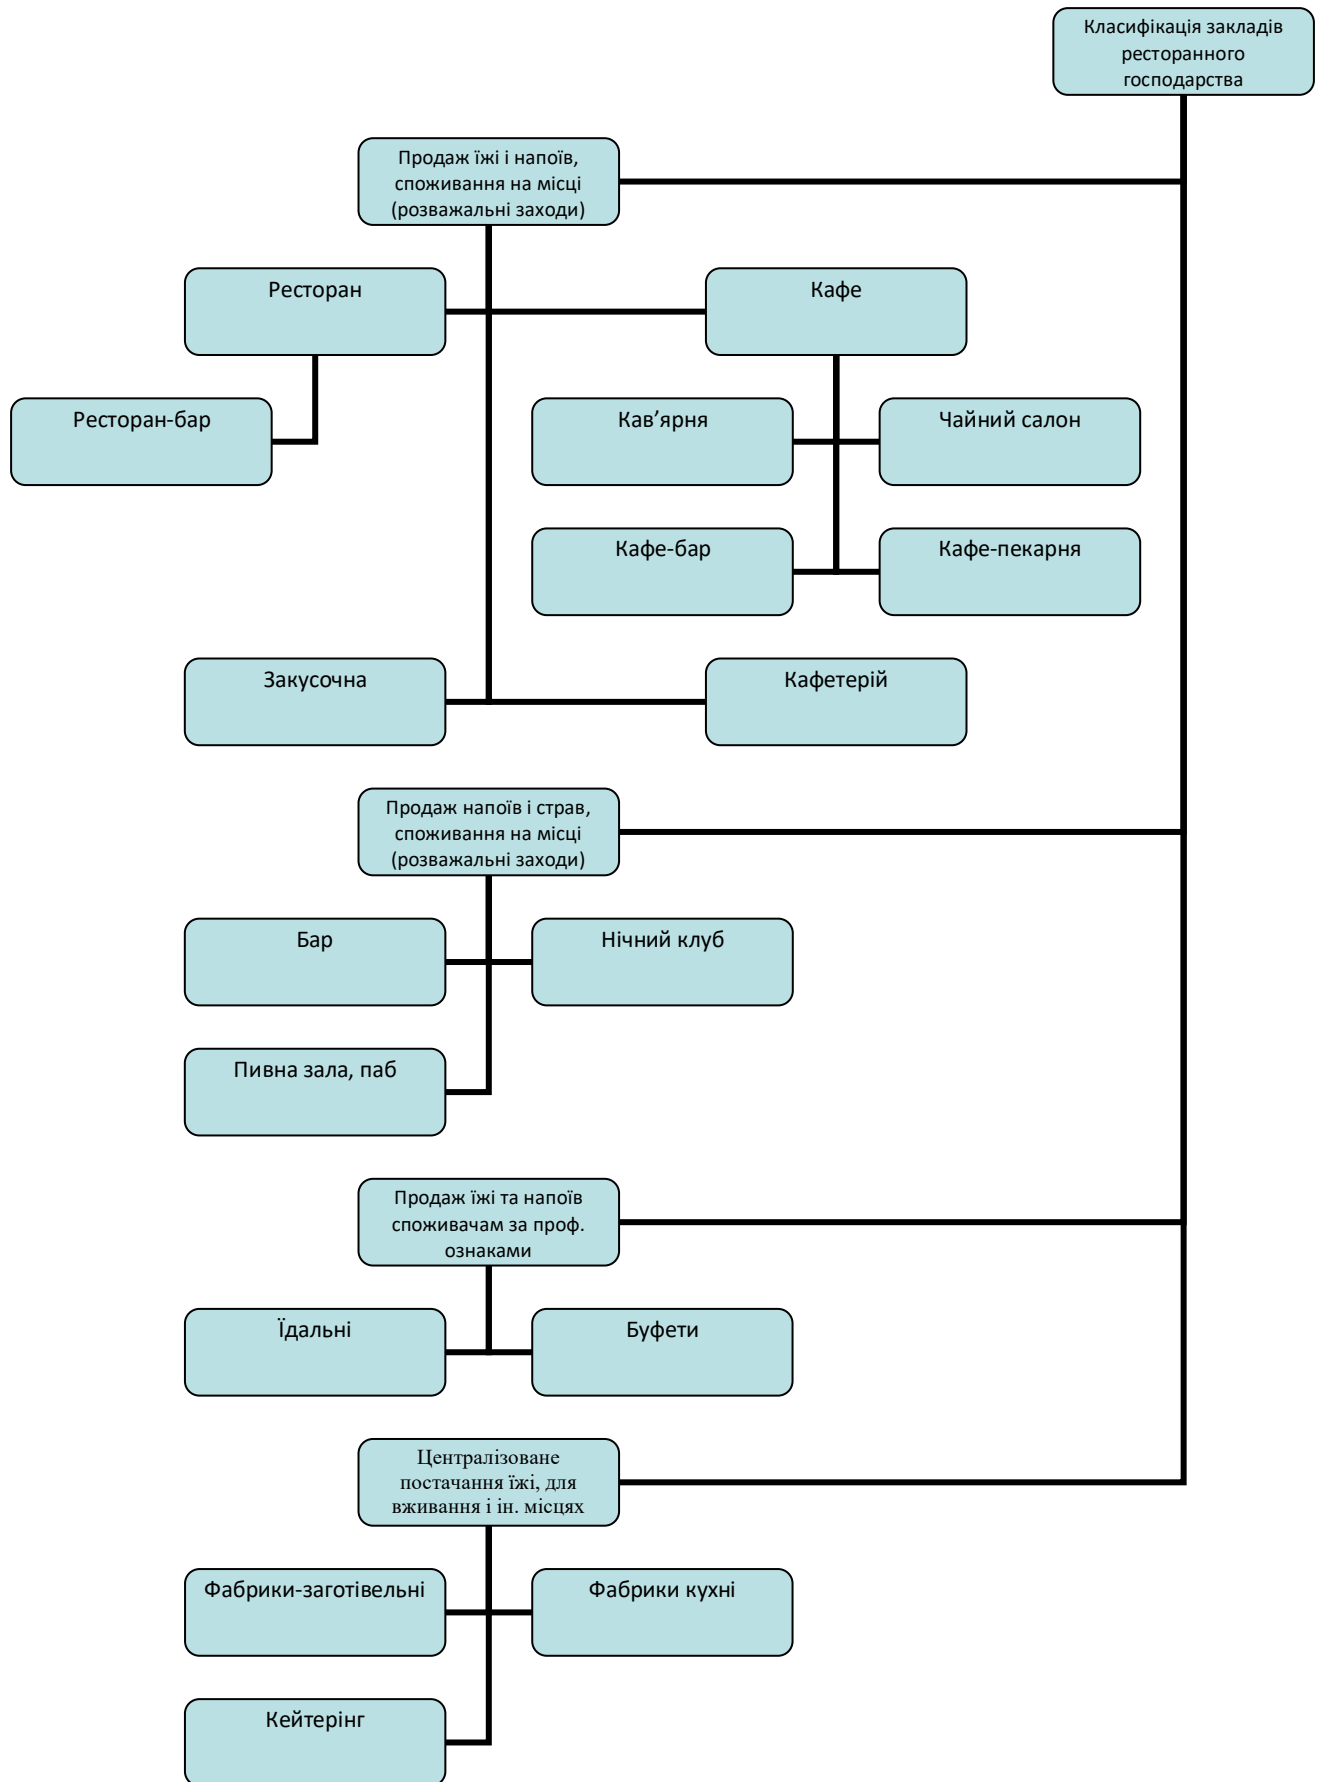 Класифікація закладів
ресторанного
господарства
Продаж їжі і напоїв,
споживання на місці
(розважальні заходи)
Ресторан
Кафе
Ресторан-бар
Кав’ярня
Чайний салон
Кафе-бар
Кафе-пекарня
Закусочна
Кафетерій
Продаж напоїв і страв,
споживання на місці
(розважальні заходи)
Бар
Нічний клуб
Пивна зала, паб
Продаж їжі та напоїв
споживачам за проф.
ознаками
Їдальні
Буфети
Централізоване
постачання їжі, для
вживання і ін. місцях
Фабрики-заготівельні
Фабрики кухні
Кейтерінг